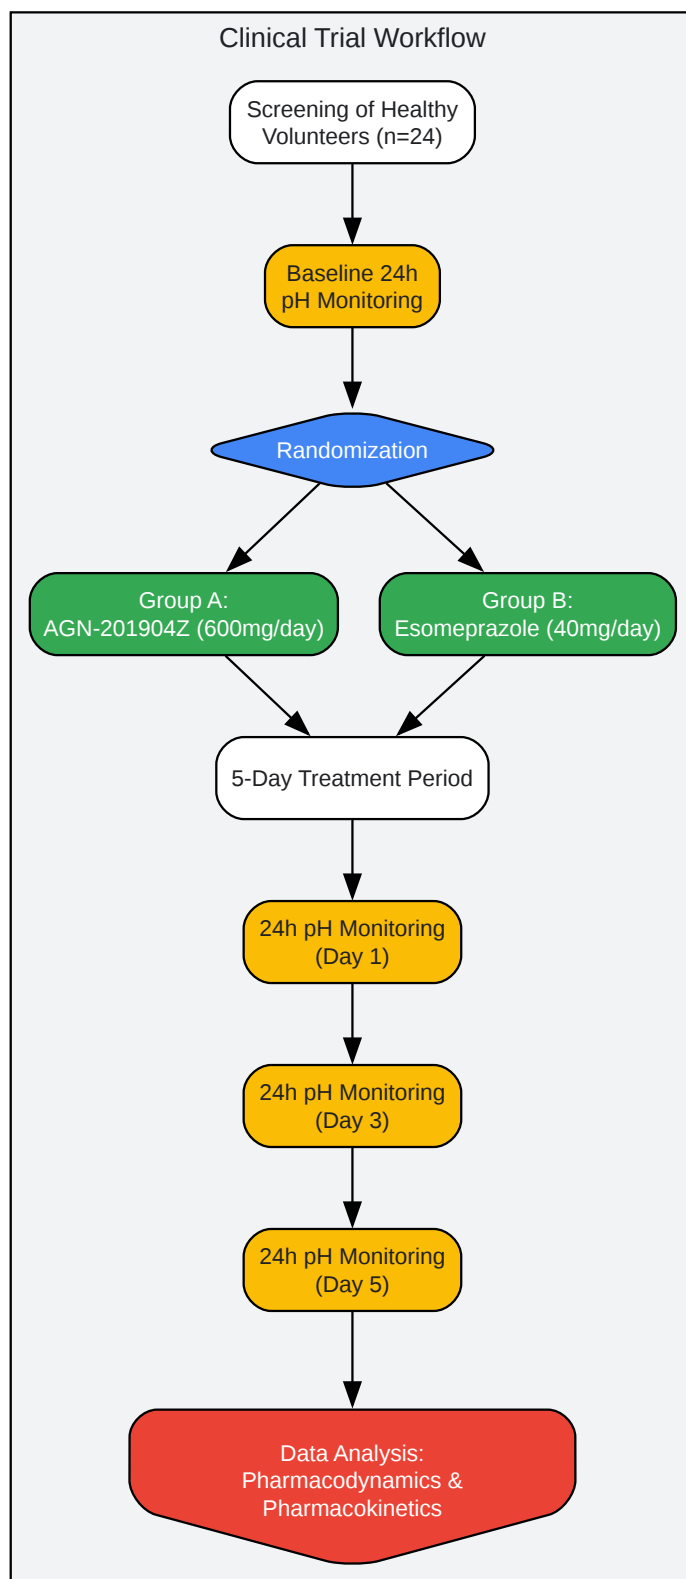 Clinical Trial Workflow
Screening of Healthy
Volunteers (n=24)
Baseline 24h
pH Monitoring
Randomization
Group A:
AGN-201904Z (600mg/day)
Group B:
Esomeprazole (40mg/day)
5-Day Treatment Period
24h pH Monitoring
(Day 1)
24h pH Monitoring
(Day 3)
24h pH Monitoring
(Day 5)
Data Analysis:
Pharmacodynamics &
Pharmacokinetics